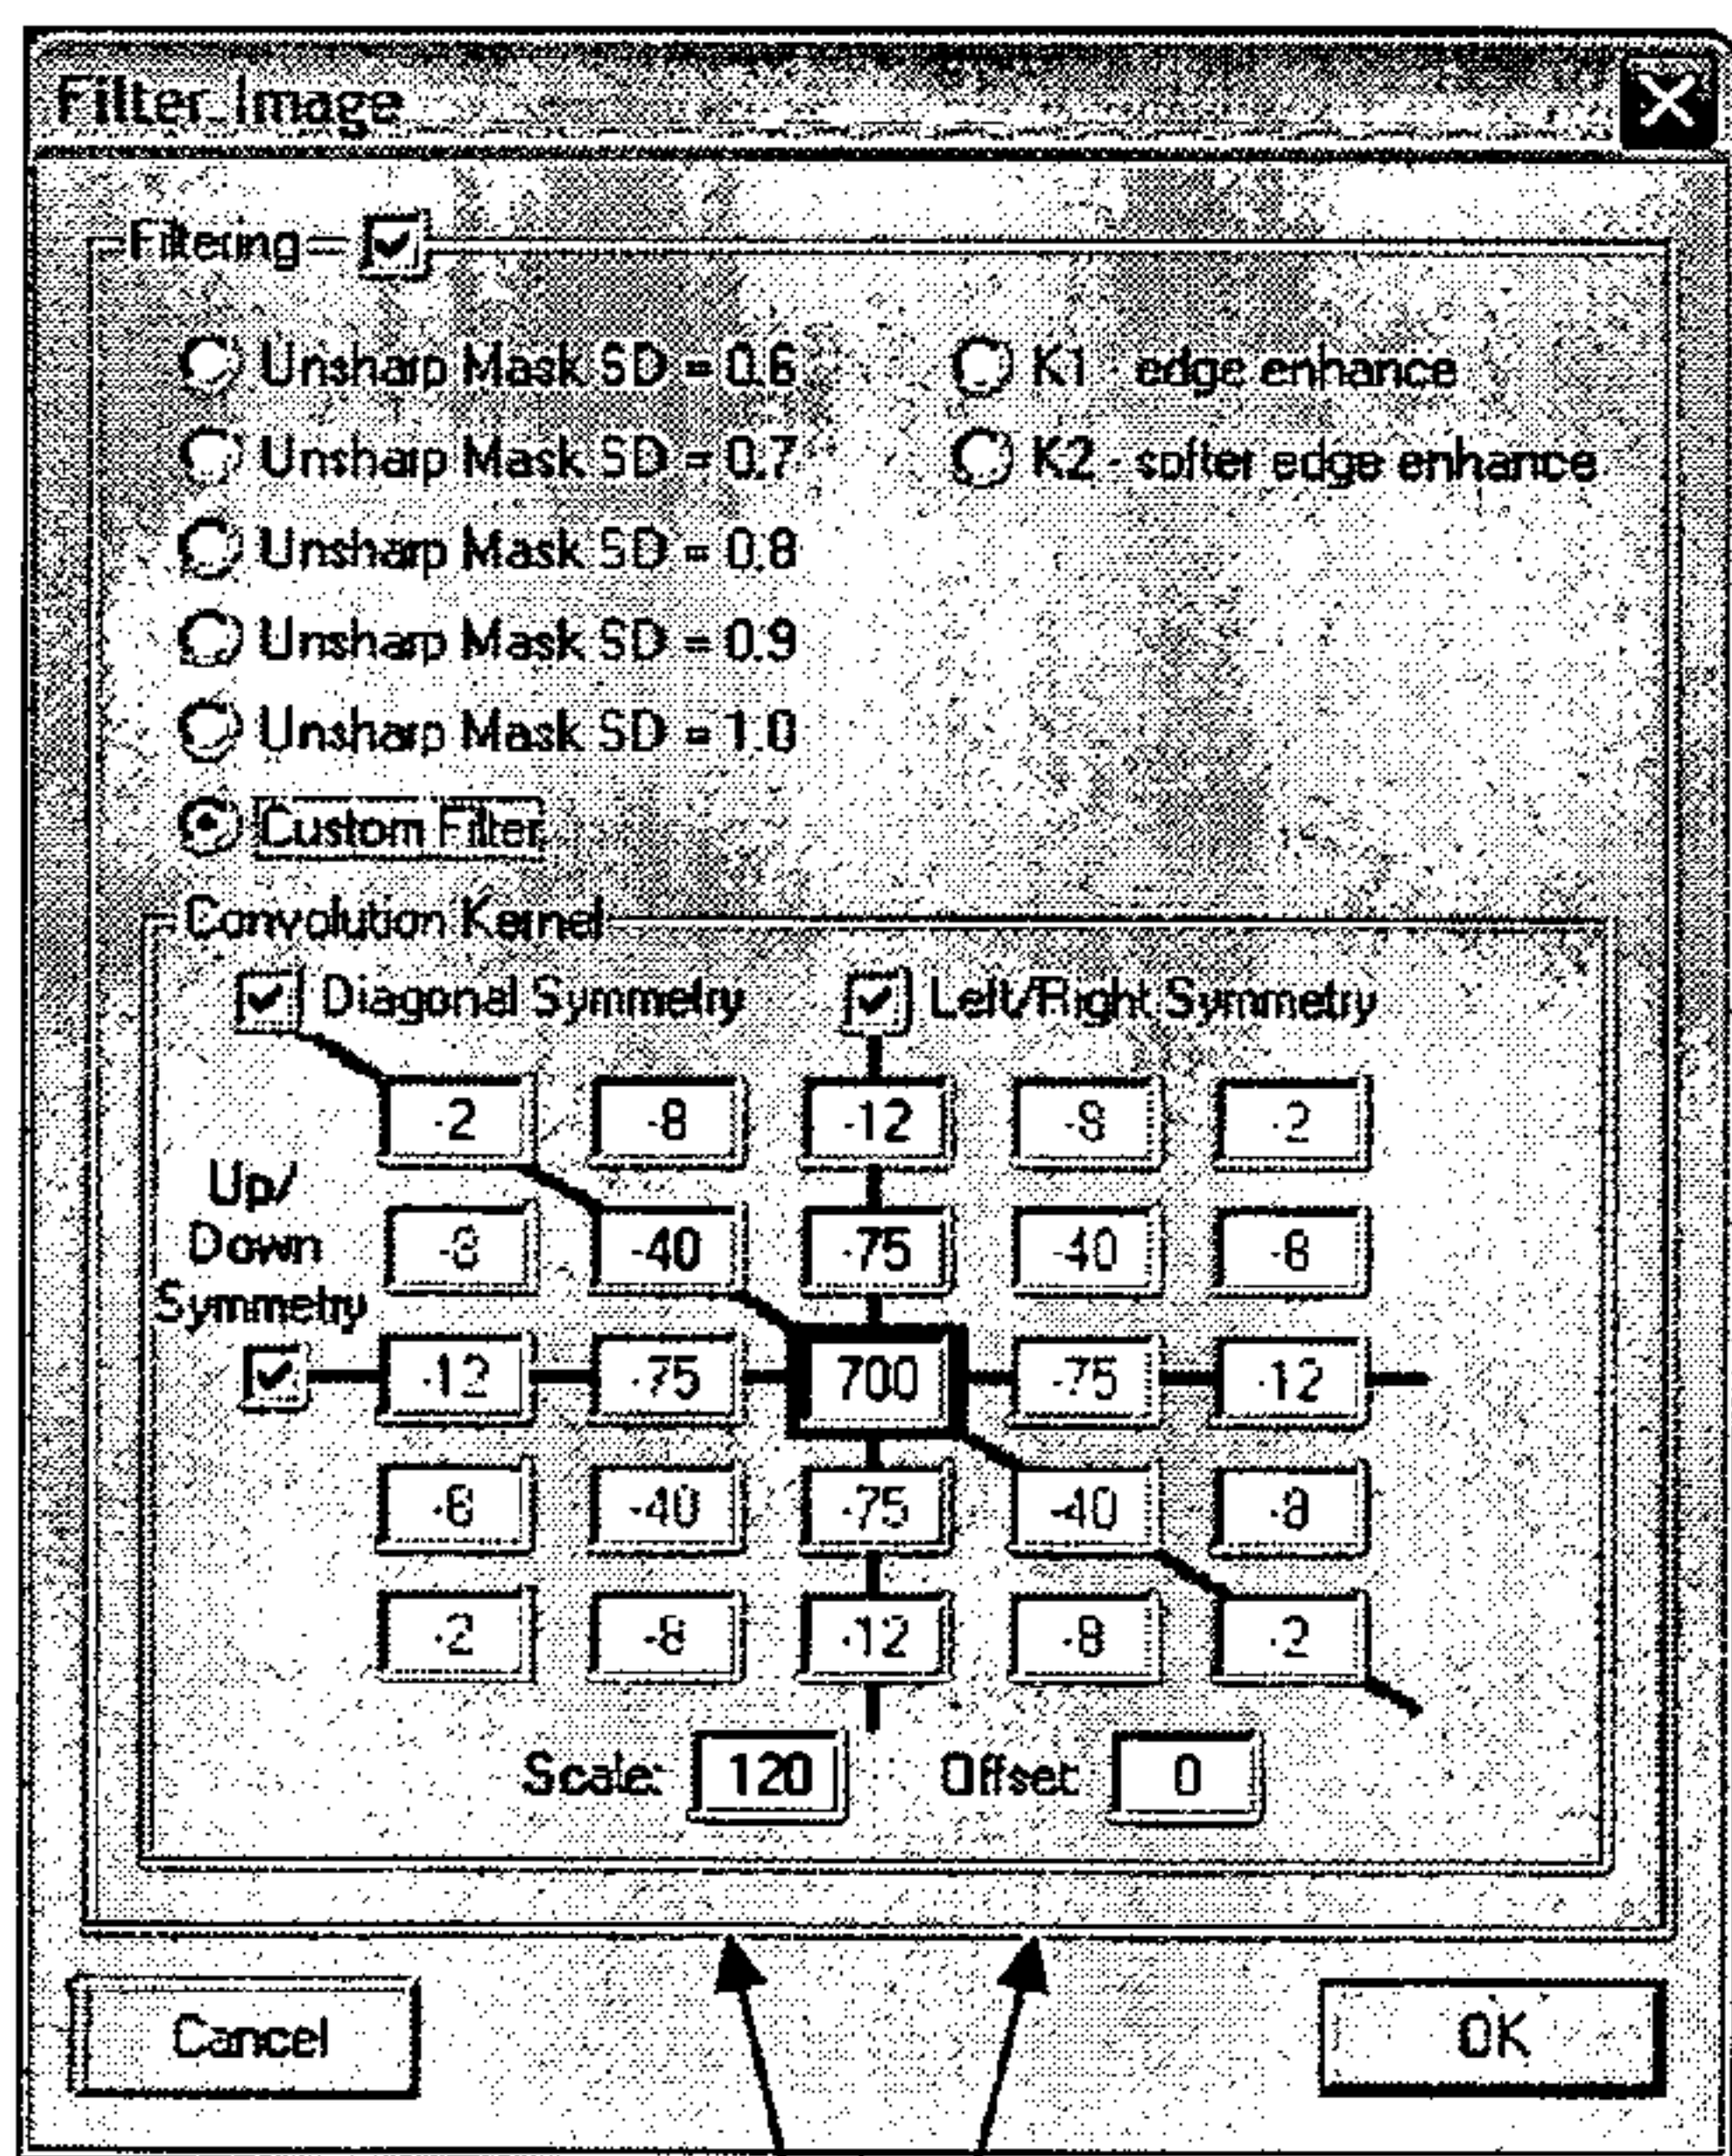 Filter Image
Filtering
Unsharp Mask SD = 0.6
K1 - edge enhance
Unsharp Mask SD = 0.7
K2 - softer edge enhance
Unsharp Mask SD = 0.8
Unsharp Mask SD = 0.9
Unsharp Mask SD = 1.0
Custom Filter
Convolution Kernel
Diagonal Symmetry
Left/Right Symmetry
-2 -8 -12 -8 -2
Up/
Down
Symmetry
-8 -40 -75 -40 -8
-12 -75 700 -75 -12
-8 -40 -75 -40 -8
-2 -8 -12 -8 -2
Scale: 120 Offset: 0
Cancel
OK